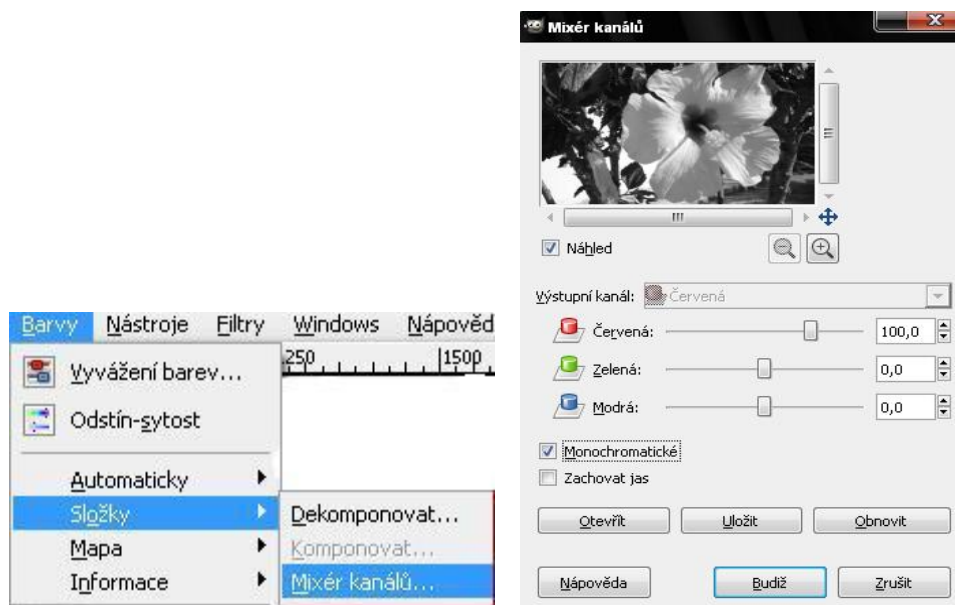 Barvy Nástroje Filtry Windows Nápověd
Vyvážení barev...
250 1500
Odstín-sytost
Automaticky
Složky
Mapa
Informace
Dekomponovat...
Komponovat...
Mixér kanálů...
Mixér kanálů
Náhled
Výstupní kanál: Červená
Červená: 100,0
Zelená: 0,0
Modrá: 0,0
Monochromatické
Zachovat jas
Otevřít Uložit Obnovit
Nápověda Budiž Zrušit